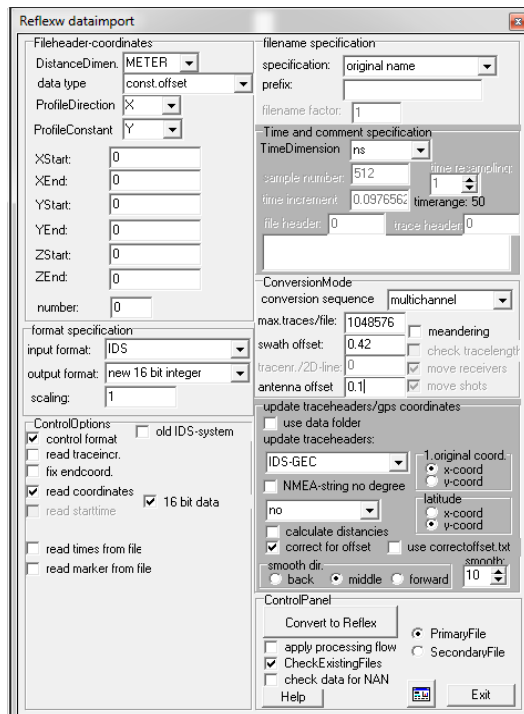 Reflexw dataimport
Fileheader-coordinates
DistanceDimen. METER
data type const.offset
ProfileDirection X
ProfileConstant Y
XStart: 0
XEnd: 0
YStart: 0
YEnd: 0
ZStart: 0
ZEnd: 0
number: 0
format specification
input format: IDS
output format: new 16 bit integer
scaling: 1
ControlOptions
control format
old IDS-system
read traceincr.
fix endcoord.
read coordinates
16 bit data
read starttime
read times from file
read marker from file
filename specification
specification: original name
prefix:
filename factor: 1
Time and comment specification
TimeDimension ns
sample number: 512
time resampling:
1
time increment 0.0976562
timerange: 50
file header: 0
trace header 0
ConversionMode
conversion sequence multichannel
max.traces/file: 1048576
meandering
swath offset: 0.42
check tracelength
tracenr./2D-line: 0
move receivers
antenna offset 0.1
move shots
update traceheaders/gps coordinates
use data folder
update traceheaders:
IDS-GEC
1.original coord.
x-coord
y-coord
NMEA-string no degree
no
latitude
x-coord
y-coord
calculate distancies
correct for offset
use correctoffset.txt
smooth dir.
back middle forward
smooth:
10
ControlPanel
Convert to Reflex
PrimaryFile
SecondaryFile
apply processing flow
CheckExistingFiles
check data for NAN
Help
Exit